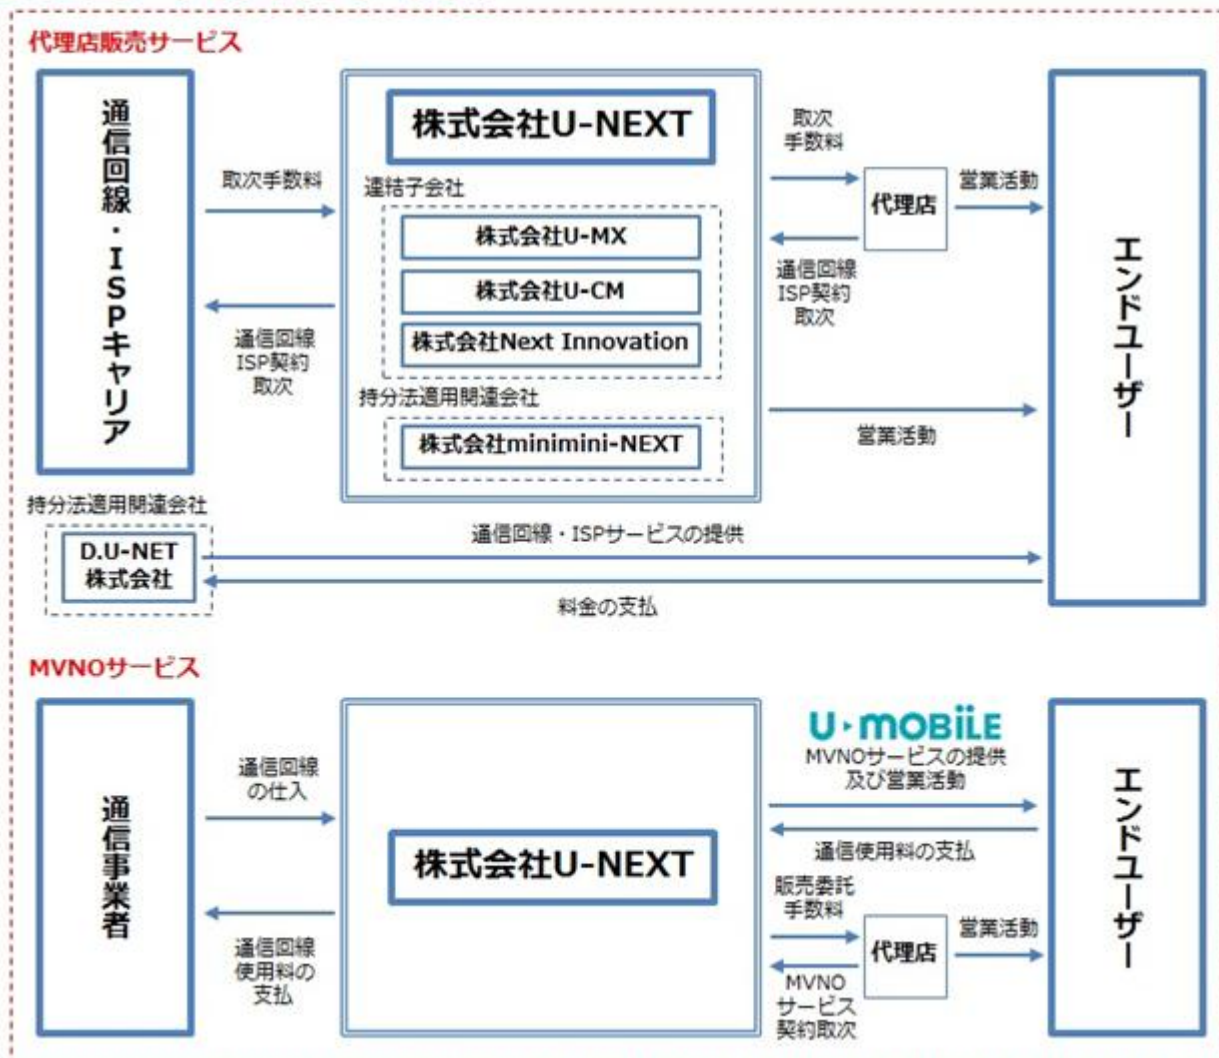 代理店販売サービス
通信回線・ISPキャリア
取次手数料
通信回線
ISP契約
取次
株式会社U-NEXT
連結子会社
株式会社U-MX
株式会社U-CM
株式会社Next Innovation
持分法適用関連会社
株式会社minimini-NEXT
取次
手数料
代理店
営業活動
通信回線
ISP契約
取次
営業活動
エンドユーザー
持分法適用関連会社
D.U-NET
株式会社
通信回線・ISPサービスの提供
料金の支払
MVNOサービス
通信事業者
通信回線
の仕入
通信回線
使用料の
支払
株式会社U-NEXT
U-MOBILE
MVNOサービスの提供
及び営業活動
通信使用料の支払
販売委託
手数料
代理店
営業活動
MVNO
サービス
契約取次
エンドユーザー